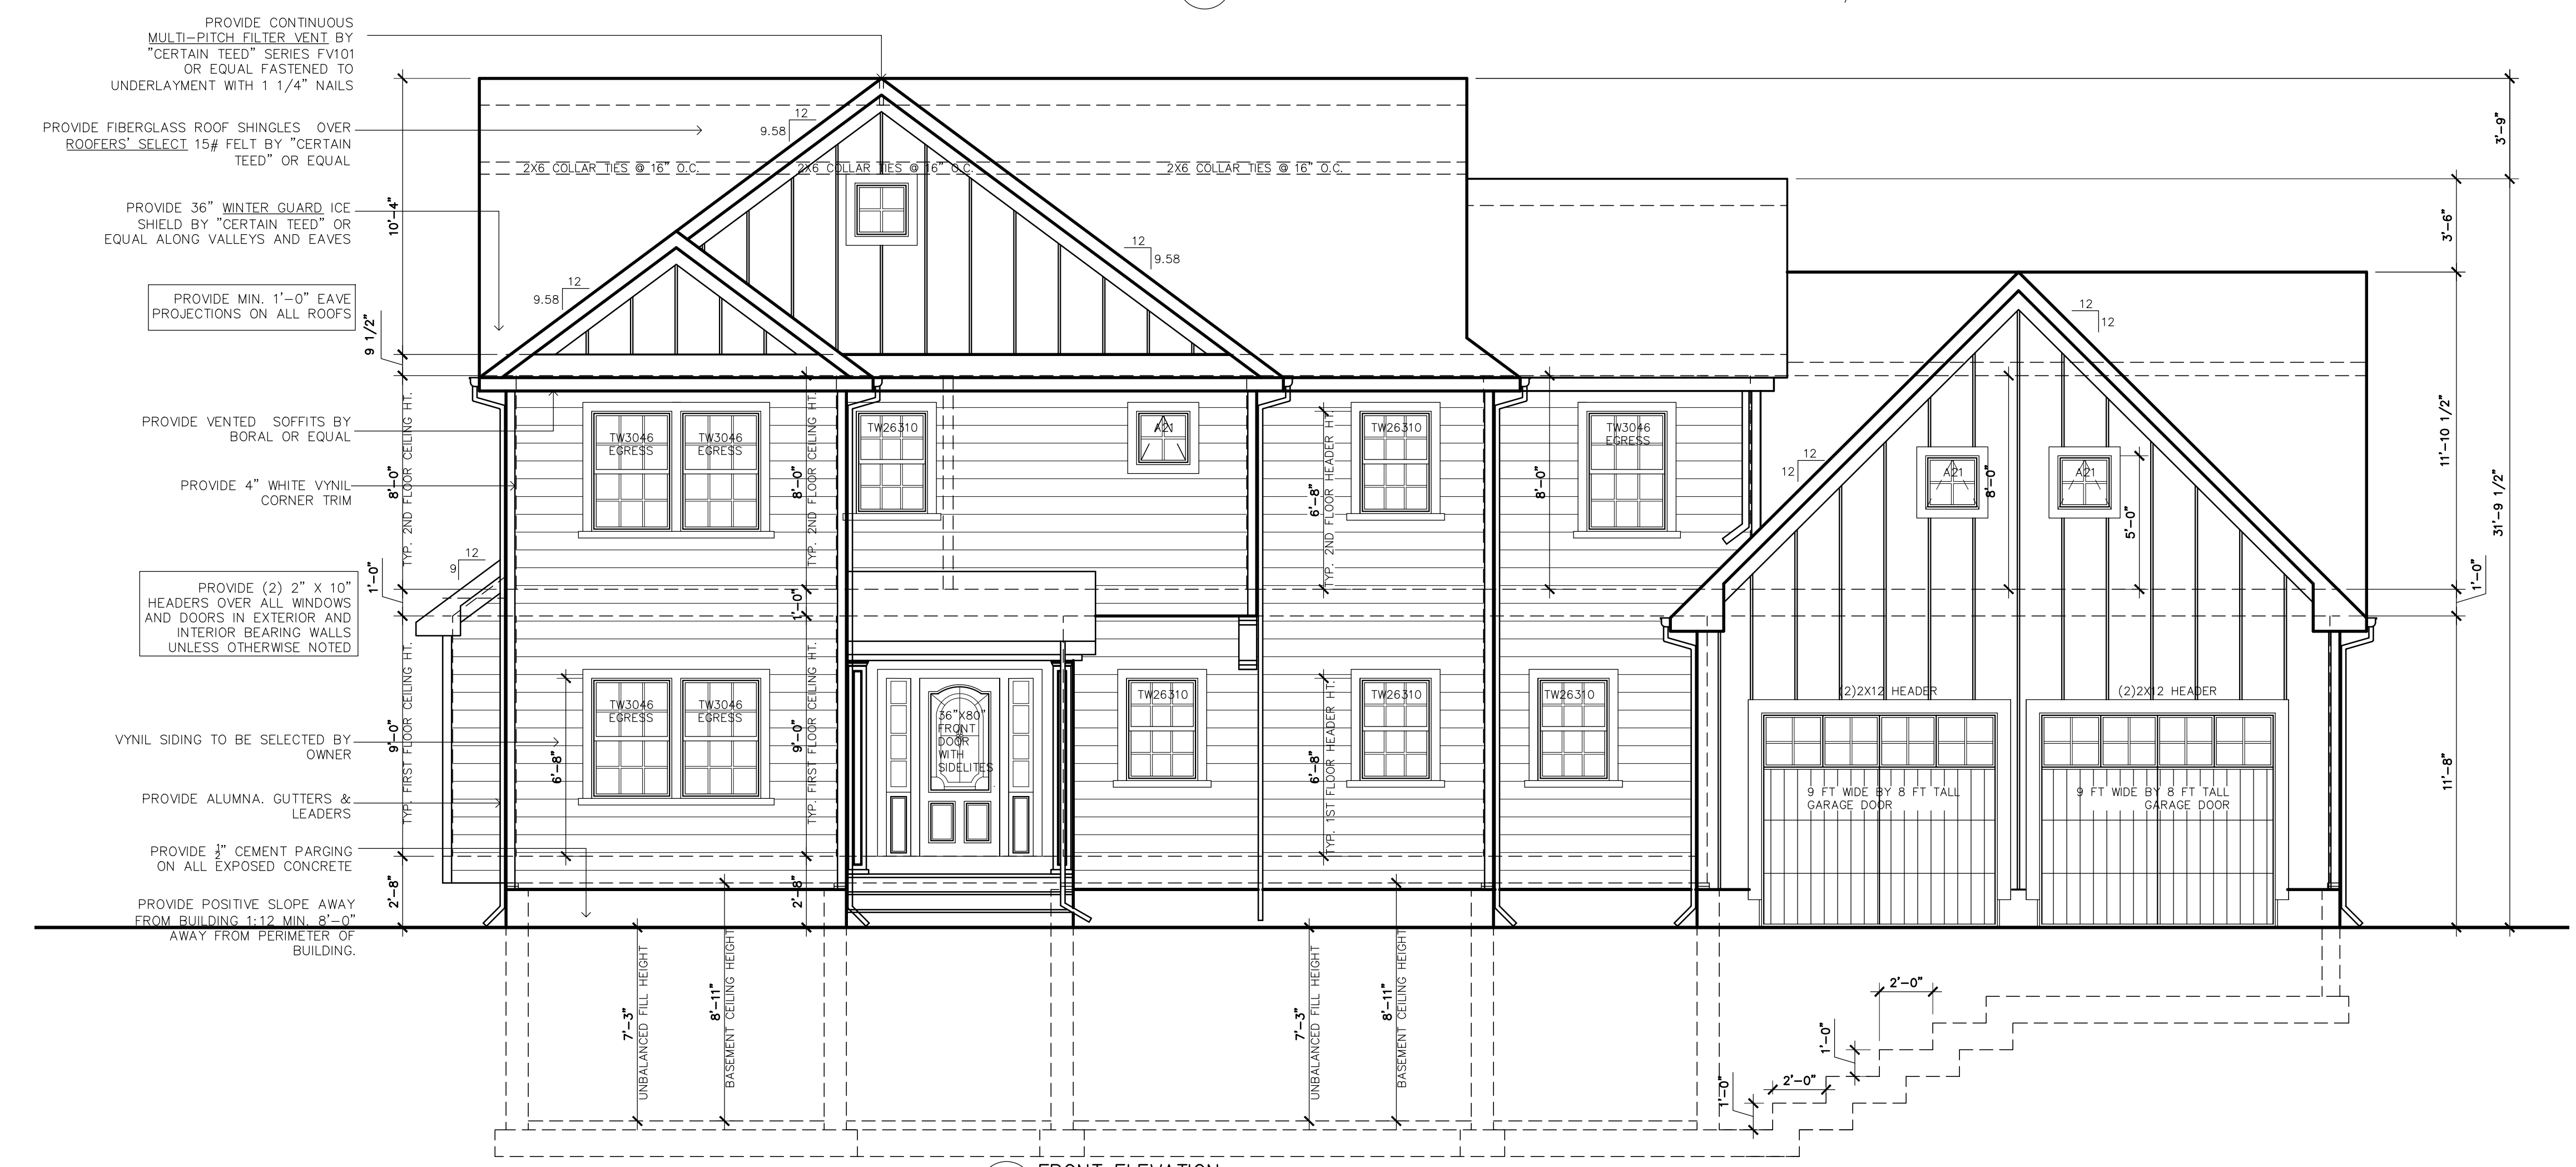 PROVIDE CONTINUOUS
MULTI-PITCH FILTER VENT BY
"CERTAIN TEED" SERIES FV101
OR EQUAL FASTENED TO
UNDERLAYMENT WITH 1 1/4" NAILS
PROVIDE FIBERGLASS ROOF SHINGLES OVER
ROOFERS' SELECT 15# FELT BY "CERTAIN
TEED" OR EQUAL
PROVIDE 36" WINTER GUARD ICE
SHIELD BY "CERTAIN TEED" OR
EQUAL ALONG VALLEYS AND EAVES
PROVIDE MIN. 1'-0" EAVE
PROJECTIONS ON ALL ROOFS
PROVIDE VENTED SOFFITS BY
BORAL OR EQUAL
PROVIDE 4" WHITE VYNIL
CORNER TRIM
PROVIDE (2) 2" X 10"
HEADERS OVER ALL WINDOWS
AND DOORS IN EXTERIOR AND
INTERIOR BEARING WALLS
UNLESS OTHERWISE NOTED
VYNIL SIDING TO BE SELECTED BY
OWNER
PROVIDE ALUMNA. GUTTERS &
LEADERS
PROVIDE ½" CEMENT PARGING
ON ALL EXPOSED CONCRETE
PROVIDE POSITIVE SLOPE AWAY
FROM BUILDING 1:12 MIN. 8'-0"
AWAY FROM PERIMETER OF
BUILDING.
10'-4"
9 1/2"
8'-0"
TYP. 2ND FLOOR CEILING HT.
1'-0"
9'-0"
TYP. FIRST FLOOR CEILING HT.
2'-8"
12
9
12
9.58
12
9.58
12
9.58
2X6 COLLAR TIES @ 16" O.C.
2X6 COLLAR TIES @ 16" O.C.
2X6 COLLAR TIES @ 16" O.C.
TW3046
EGRESS
TW3046
EGRESS
8'-0"
TYP. 2ND FLOOR CEILING HT.
TW26310
A21
6'-8"
TYP. 2ND FLOOR HEADER HT.
TW26310
8'-0"
TW3046
EGRESS
12
12
12
12
A21
8'-0"
A21
5'-0"
1'-0"
6'-8"
TW3046
EGRESS
TW3046
EGRESS
9'-0"
TYP. FIRST FLOOR CEILING HT.
2'-8"
36"X80"
FRONT
DOOR
WITH
SIDELITES
TW26310
6'-8"
TYP. 1ST FLOOR HEADER HT.
TW26310
TW26310
(2)2X12 HEADER
(2)2X12 HEADER
9 FT WIDE BY 8 FT TALL
GARAGE DOOR
9 FT WIDE BY 8 FT TALL
GARAGE DOOR
3'-9"
3'-6"
11'-10 1/2"
31'-9 1/2"
1'-0"
11'-8"
7'-3"
UNBALANCED FILL HEIGHT
8'-11"
BASEMENT CEILING HEIGHT
7'-3"
UNBALANCED FILL HEIGHT
8'-11"
BASEMENT CEILING HEIGHT
2'-0"
1'-0"
2'-0"
1'-0"
FRONT ELEVATION